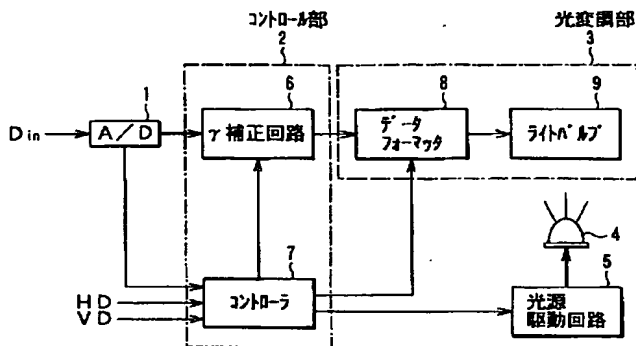 コントロール部
2
光変調部
3
1
6
8
9
Din
A/D
γ補正回路
データ
フォーマッタ
ライトバルブ
4
7
5
HD
VD
コントローラ
光源
駆動回路